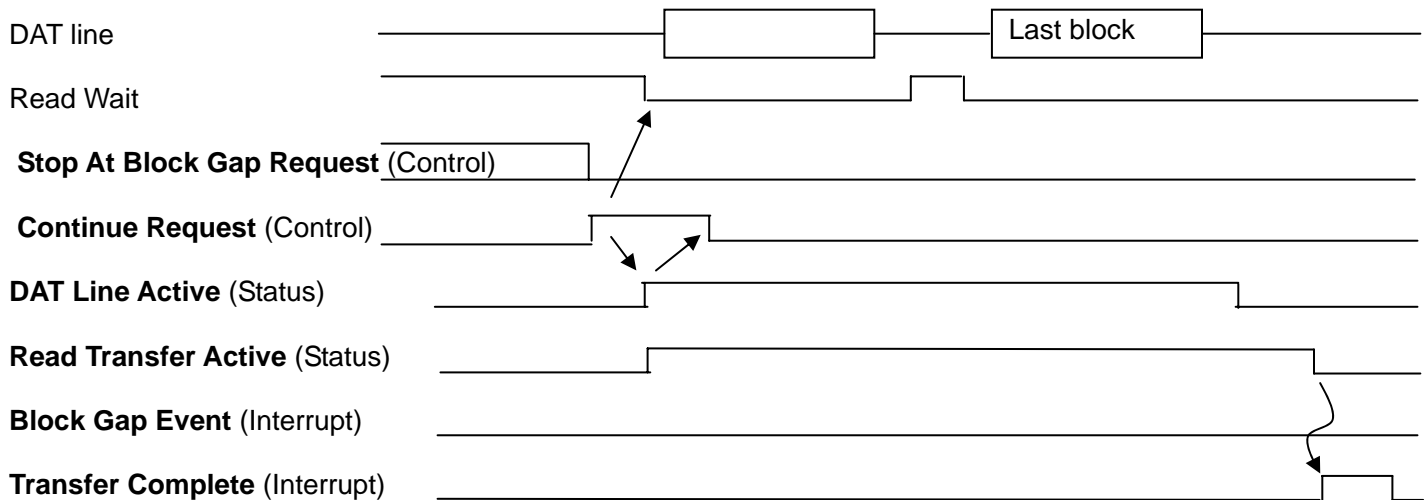 DAT line
Last block
Read Wait
Stop At Block Gap Request (Control)
Continue Request (Control)
DAT Line Active (Status)
Read Transfer Active (Status)
Block Gap Event (Interrupt)
Transfer Complete (Interrupt)